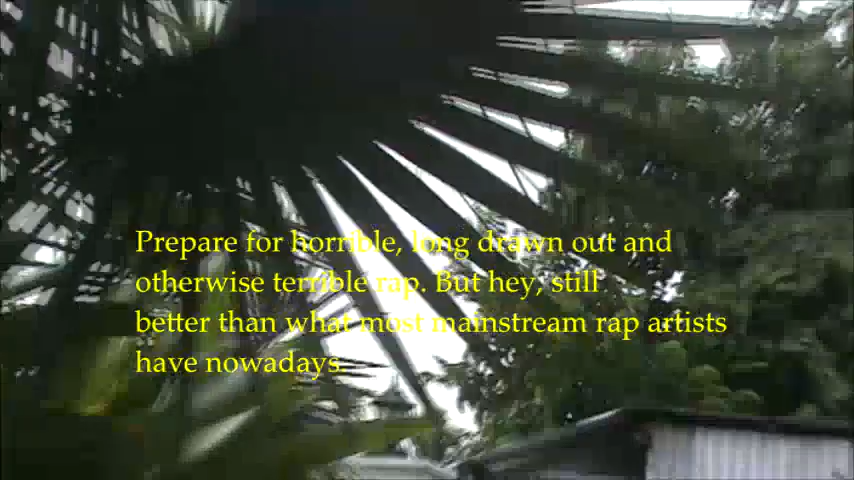 Prepare for horrible, long drawn out and
otherwise terrible rap. But hey, still
better than what most mainstream rap artists
have nowadays.